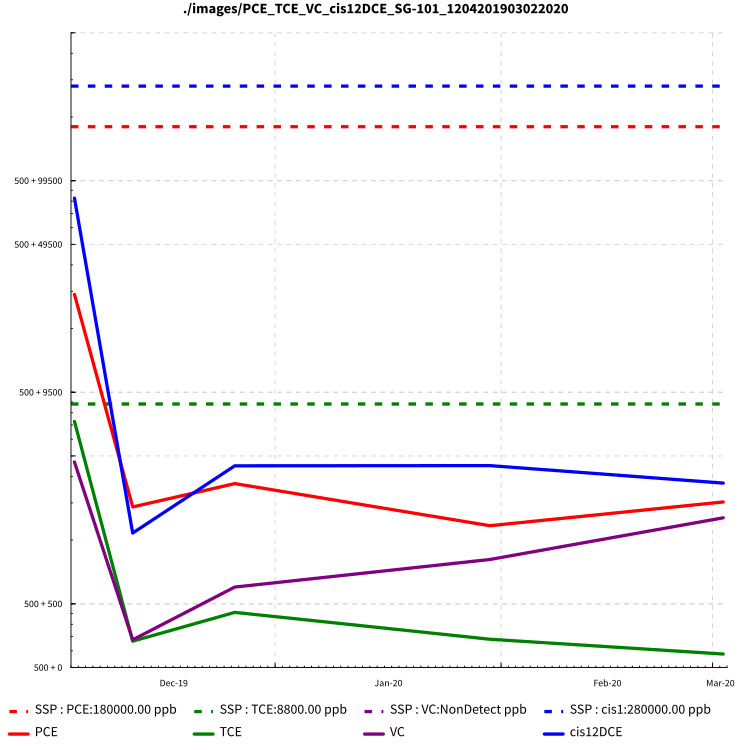 ./images/PCE_TCE_VC_cis12DCE_SG-101_1204201903022020
500 + 99500
500 + 49500
500 + 9500
500 + 500
500 + 0
Dec-19 Jan-20 Feb-20 Mar-20
SSP : PCE:180000.00 ppb SSP : TCE:8800.00 ppb SSP : VC:NonDetect ppb SSP : cis1:280000.00 ppb
PCE TCE VC cis12DCE